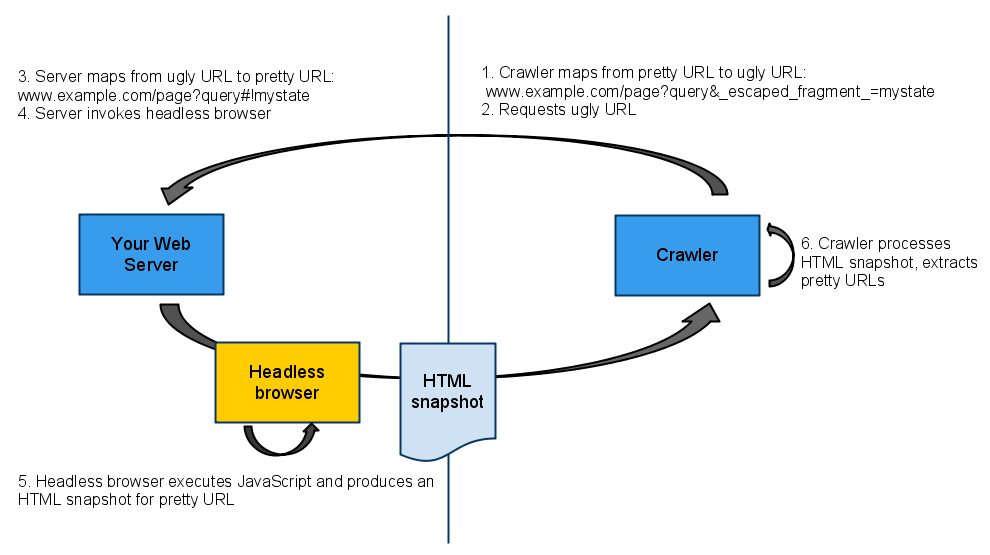 3. Server maps from ugly URL to pretty URL:
www.example.com/page?query#!mystate
4. Server invokes headless browser
1. Crawler maps from pretty URL to ugly URL:
www.example.com/page?query&_escaped_fragment_=mystate
2. Requests ugly URL
Your Web
Server
Crawler
6. Crawler processes
HTML snapshot, extracts
pretty URLs
Headless
browser
HTML
snapshot
5. Headless browser executes JavaScript and produces an
HTML snapshot for pretty URL